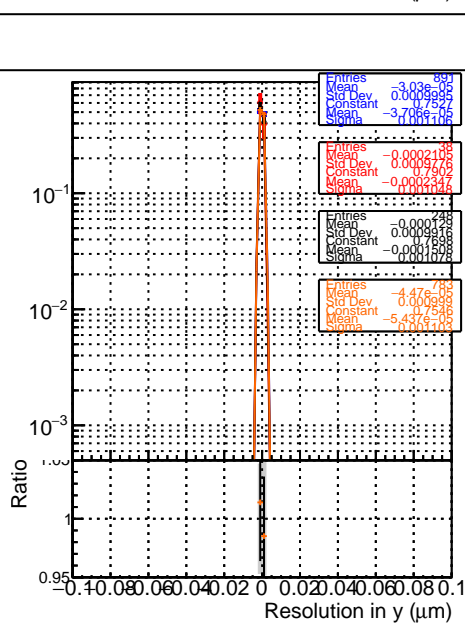 (μm)
Entries 891
Mean −3.03e−05
Std Dev 0.0009995
Constant 0.7527
Mean −3.706e−05
Sigma 0.001106
Entries 38
Mean −0.0002105
Std Dev 0.0009776
Constant 0.7902
Mean −0.0002347
Sigma 0.001048
Entries 248
Mean −0.000129
Std Dev 0.0009916
Constant 0.7698
Mean −0.0001508
Sigma 0.001078
Entries 783
Mean −4.47e−05
Std Dev 0.000999
Constant 0.7546
Mean −5.437e−05
Sigma 0.001103
10−1
10−2
10−3
1.05
Ratio
1
0.95
−0.1 −0.08 −0.06 −0.04 −0.02 0 0.02 0.04 0.06 0.08 0.1
Resolution in y (μm)